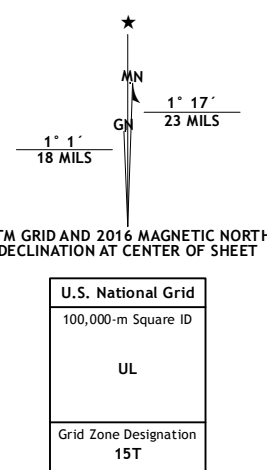 MN
1° 17´
23 MILS
GN
1° 1´
18 MILS
TM GRID AND 2016 MAGNETIC NORTH
DECLINATION AT CENTER OF SHEET
U.S. National Grid
100,000-m Square ID
UL
Grid Zone Designation
15T